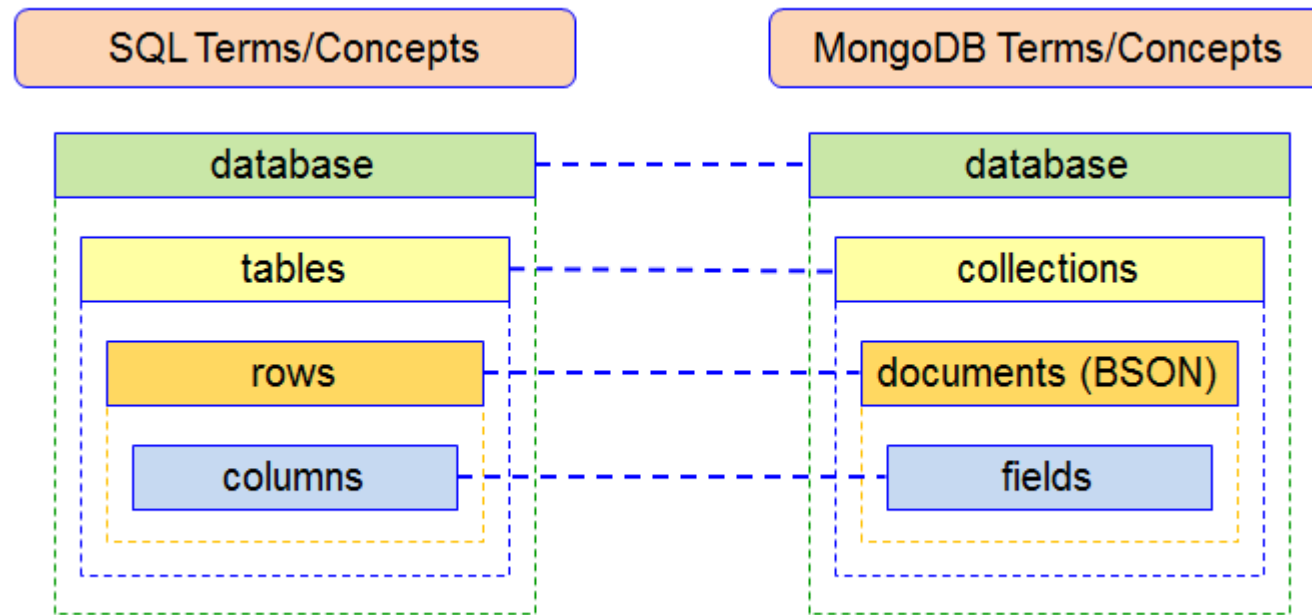 SQL Terms/Concepts
MongoDB Terms/Concepts
database
database
tables
collections
rows
documents (BSON)
columns
fields